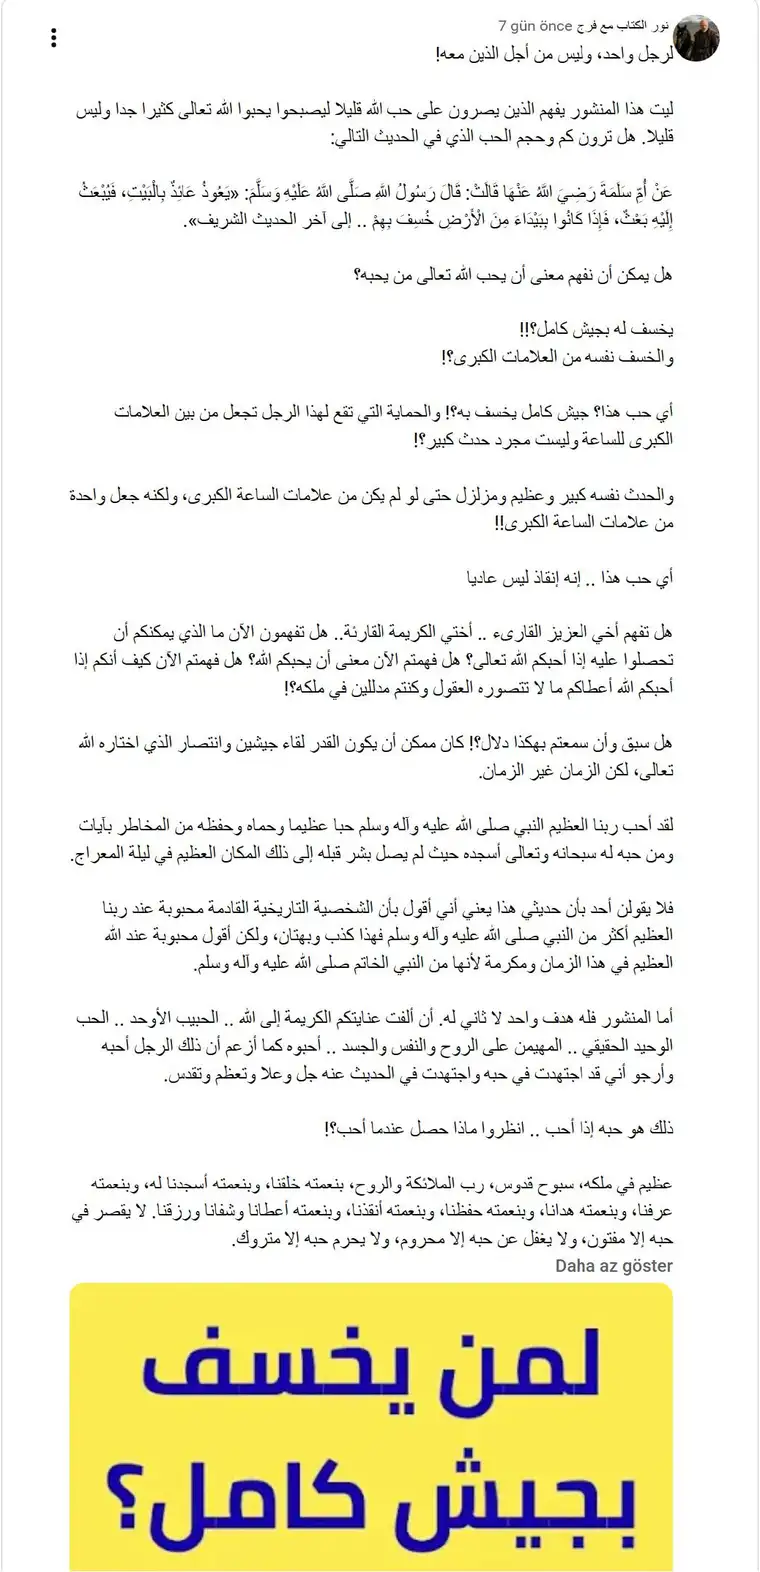 نور الكتاب مع فرج 7 gün önce
لرجل واحد، وليس من أجل الذين معه!
ليت هذا المنشور يفهم الذين يصرون على حب الله قليلا ليصبحوا يحبوا الله تعالى كثيرا جدا وليس
قليلا. هل ترون كم وحجم الحب الذي في الحديث التالي:
عَنْ أُمِّ سَلَمَةَ رَضِيَ اللَّهُ عَنْهَا قَالَتْ: قَالَ رَسُولُ اللهِ صَلَّى اللهُ عَلَيْهِ وَسَلَّمَ: «يَعُوذُ عَائِذٌ بِالْبَيْتِ، فَيُبْعَثُ
إِلَيْهِ بَعْثٌ، فَإِذَا كَانُوا بِبَيْدَاءَ مِنَ الْأَرْضِ خُسِفَ بِهِمْ .. إلى آخر الحديث الشريف».
هل يمكن أن نفهم معنى أن يحب الله تعالى من يحبه؟
يخسف له بجيش كامل؟!!
والخسف نفسه من العلامات الكبرى؟!
أي حب هذا؟ جيش كامل يخسف به؟! والحماية التي تقع لهذا الرجل تجعل من بين العلامات
الكبرى للساعة وليست مجرد حدث كبير؟!
والحدث نفسه كبير وعظيم ومزلزل حتى لو لم يكن من علامات الساعة الكبرى، ولكنه جعل واحدة
من علامات الساعة الكبرى!!
أي حب هذا .. إنه إنقاذ ليس عاديا
هل تفهم أخي العزيز القارىء .. أختي الكريمة القارئة.. هل تفهمون الآن ما الذي يمكنكم أن
تحصلوا عليه إذا أحبكم الله تعالى؟ هل فهمتم الآن معنى أن يحبكم الله؟ هل فهمتم الآن كيف أنكم إذا
أحبكم الله أعطاكم ما لا تتصوره العقول وكنتم مدللين في ملكه؟!
هل سبق وأن سمعتم بهكذا دلال؟! كان ممكن أن يكون القدر لقاء جيشين وانتصار الذي اختاره الله
تعالى، لكن الزمان غير الزمان.
لقد أحب ربنا العظيم النبي صلى الله عليه وآله وسلم حبا عظيما وحماه وحفظه من المخاطر بآيات
ومن حبه له سبحانه وتعالى أسجده حيث لم يصل بشر قبله إلى ذلك المكان العظيم في ليلة المعراج.
فلا يقولن أحد بأن حديثي هذا يعني أني أقول بأن الشخصية التاريخية القادمة محبوبة عند ربنا
العظيم أكثر من النبي صلى الله عليه وآله وسلم فهذا كذب وبهتان، ولكن أقول محبوبة عند الله
العظيم في هذا الزمان ومكرمة لأنها من النبي الخاتم صلى الله عليه وآله وسلم.
أما المنشور فله هدف واحد لا ثاني له. أن ألفت عنايتكم الكريمة إلى الله .. الحبيب الأوحد .. الحب
الوحيد الحقيقي .. المهيمن على الروح والنفس والجسد .. أحبوه كما أزعم أن ذلك الرجل أحبه
وأرجو أني قد اجتهدت في حبه واجتهدت في الحديث عنه جل وعلا وتعظم وتقدس.
ذلك هو حبه إذا أحب .. انظروا ماذا حصل عندما أحب؟!
عظيم في ملكه، سبوح قدوس، رب الملائكة والروح، بنعمته خلقنا، وبنعمته أسجدنا له، وبنعمته
عرفنا، وبنعمته هدانا، وبنعمته حفظنا، وبنعمته أنقذنا، وبنعمته أعطانا وشفانا ورزقنا. لا يقصر في
حبه إلا مفتون، ولا يغفل عن حبه إلا محروم، ولا يحرم حبه إلا متروك.
Daha az göster
لمن يخسف
بجيش كامل؟